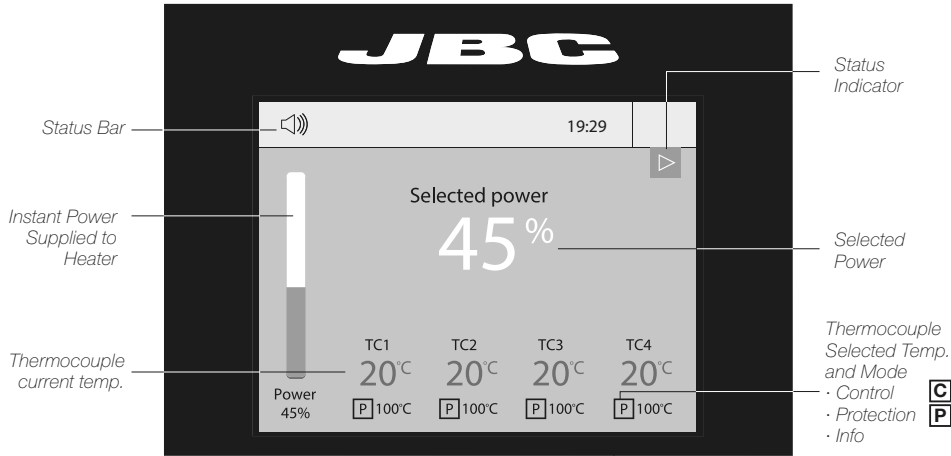 JBC
Status
Indicator
Status Bar
19:29
Selected power
45%
Instant Power
Supplied to
Heater
Selected
Power
Thermocouple
current temp.
TC1 TC2 TC3 TC4
20°C 20°C 20°C 20°C
P 100°C P 100°C P 100°C P 100°C
Power
45%
Thermocouple
Selected Temp.
and Mode
· Control C
· Protection P
· Info